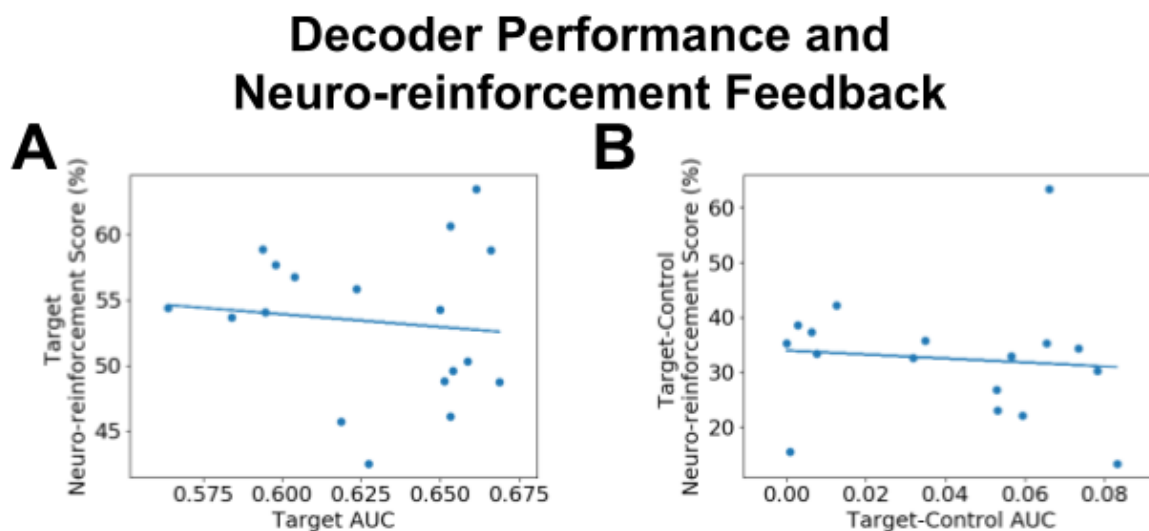 Decoder Performance and
Neuro-reinforcement Feedback
A
Target
Neuro-reinforcement Score (%)
60
55
50
45
0.575 0.600 0.625 0.650 0.675
Target AUC
B
Target-Control
Neuro-reinforcement Score (%)
60
50
40
30
20
0.00 0.02 0.04 0.06 0.08
Target-Control AUC